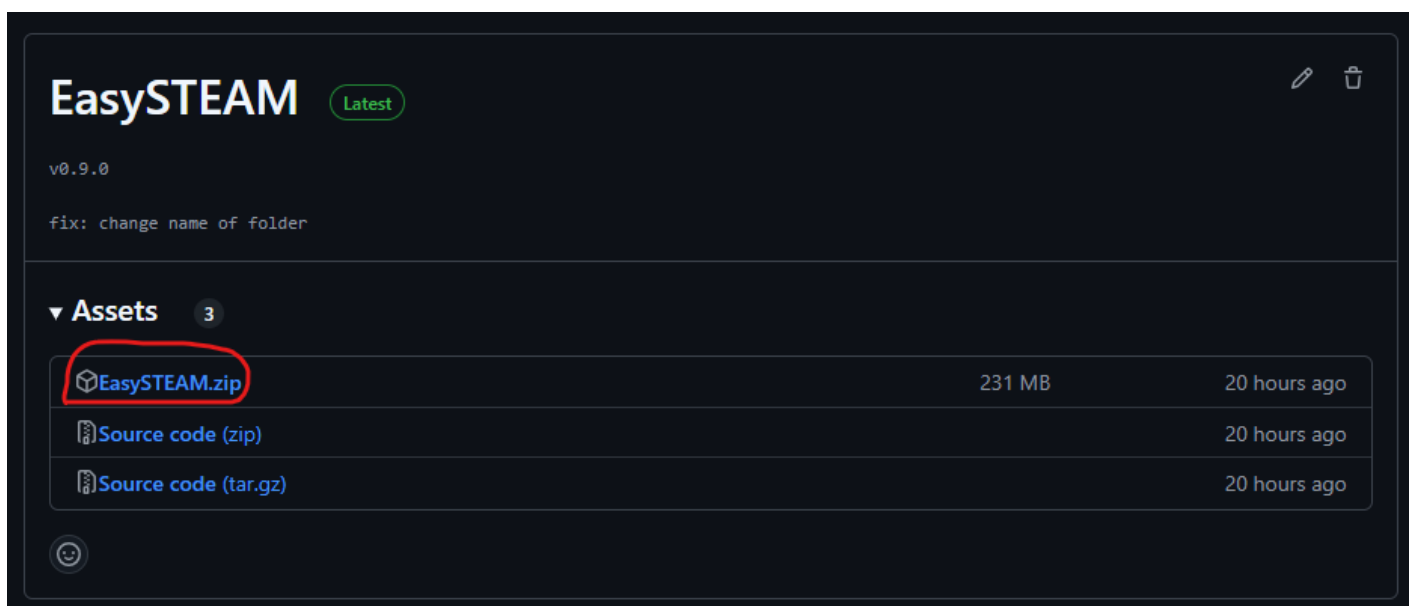 EasySTEAM Latest
v0.9.0
fix: change name of folder
Assets 3
EasySTEAM.zip 231 MB 20 hours ago
Source code (zip) 20 hours ago
Source code (tar.gz) 20 hours ago